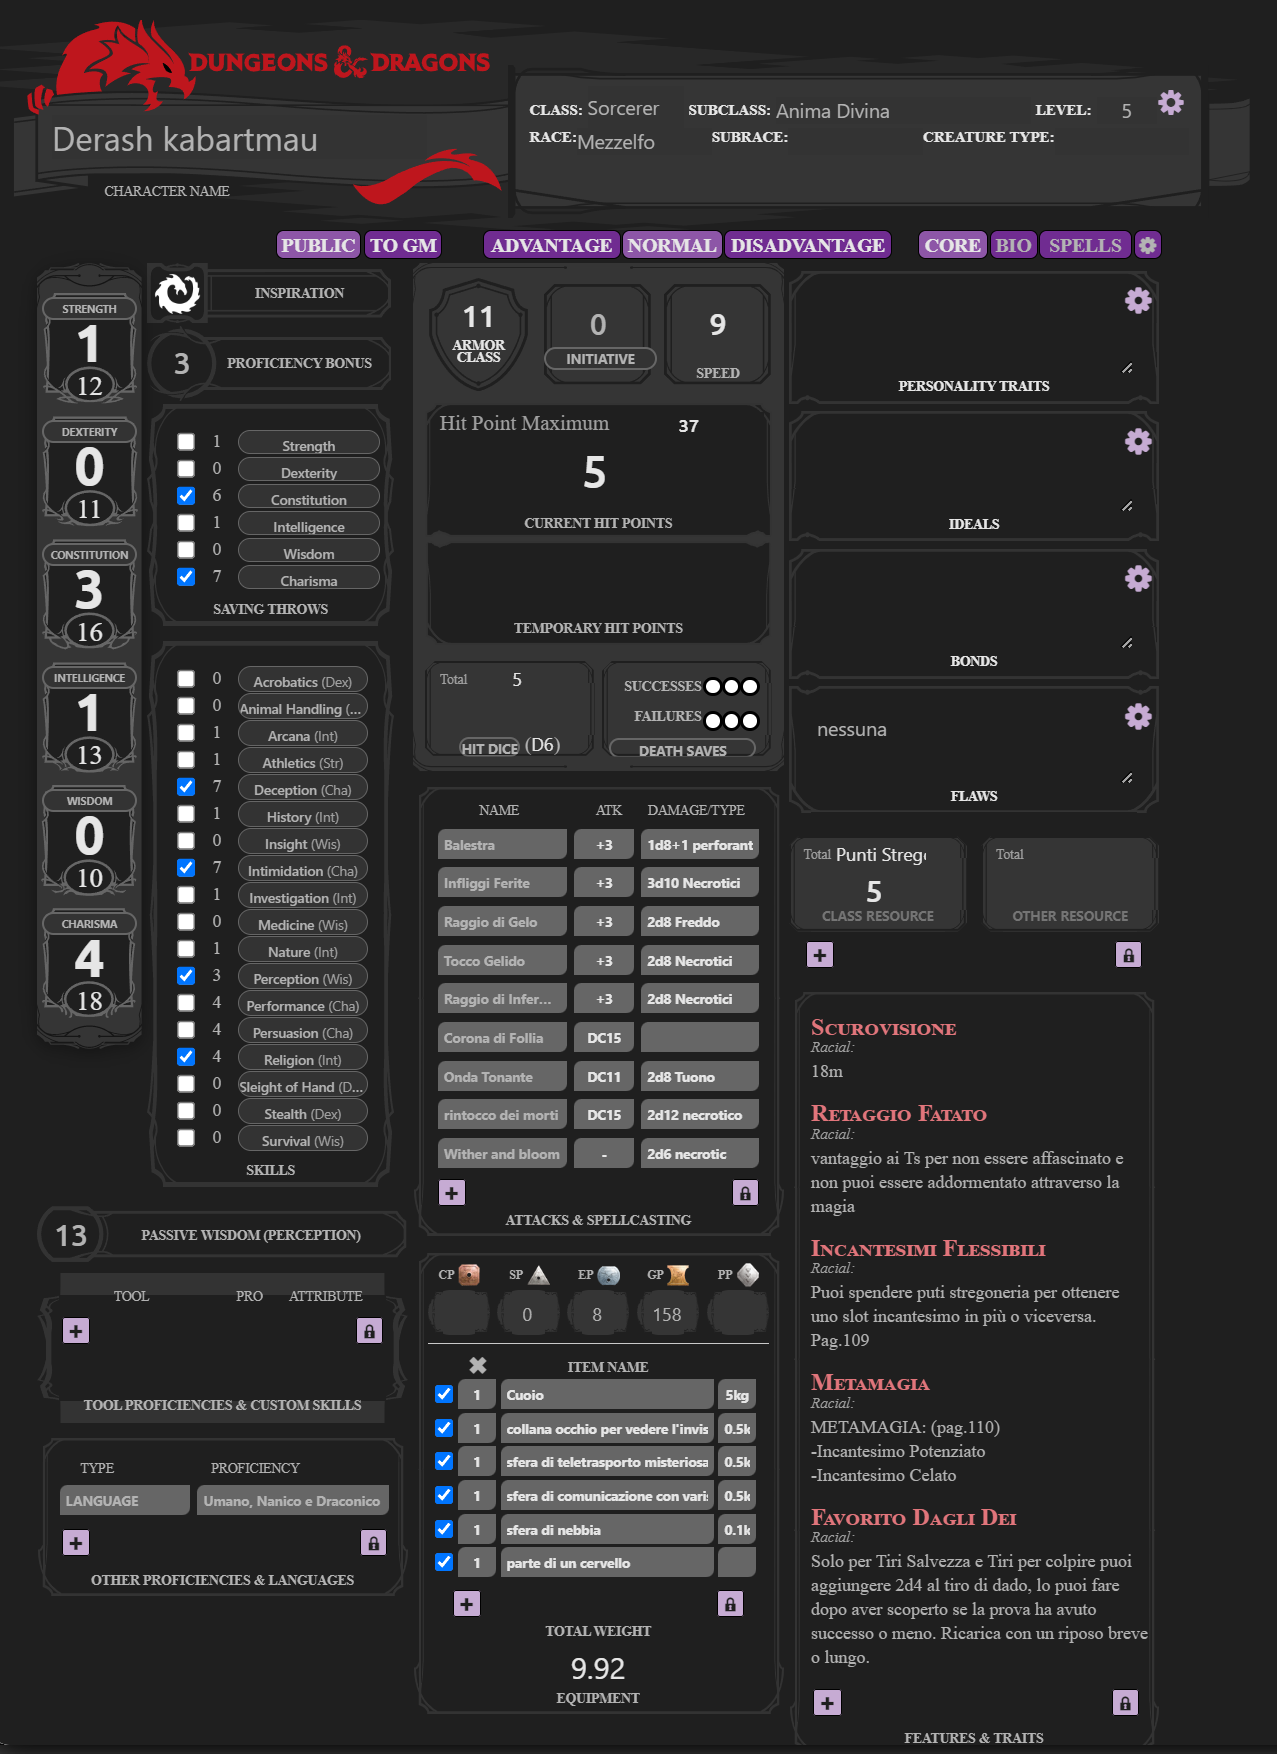 DUNGEONS & DRAGONS
Derash kabartmau
CHARACTER NAME
CLASS: Sorcerer SUBCLASS: Anima Divina LEVEL: 5
RACE: Mezzelfo SUBRACE: CREATURE TYPE:
PUBLIC TO GM ADVANTAGE NORMAL DISADVANTAGE CORE BIO SPELLS
STRENGTH
1
12
DEXTERITY
0
11
CONSTITUTION
3
16
INTELLIGENCE
1
13
WISDOM
0
10
CHARISMA
4
18
INSPIRATION
3 PROFICIENCY BONUS
1 Strength
0 Dexterity
6 Constitution
1 Intelligence
0 Wisdom
7 Charisma
SAVING THROWS
0 Acrobatics (Dex)
0 Animal Handling (...
1 Arcana (Int)
1 Athletics (Str)
7 Deception (Cha)
1 History (Int)
0 Insight (Wis)
7 Intimidation (Cha)
1 Investigation (Int)
0 Medicine (Wis)
1 Nature (Int)
3 Perception (Wis)
4 Performance (Cha)
4 Persuasion (Cha)
4 Religion (Int)
0 Sleight of Hand (D...
0 Stealth (Dex)
0 Survival (Wis)
SKILLS
13 PASSIVE WISDOM (PERCEPTION)
TOOL PRO ATTRIBUTE
TOOL PROFICIENCIES & CUSTOM SKILLS
TYPE PROFICIENCY
LANGUAGE Umano, Nanico e Draconico
OTHER PROFICIENCIES & LANGUAGES
11
ARMOR
CLASS
0
INITIATIVE
9
SPEED
Hit Point Maximum 37
5
CURRENT HIT POINTS
TEMPORARY HIT POINTS
Total 5
HIT DICE (D6)
SUCCESSES
FAILURES
DEATH SAVES
NAME ATK DAMAGE/TYPE
Balestra +3 1d8+1 perforant
Infliggi Ferite +3 3d10 Necrotici
Raggio di Gelo +3 2d8 Freddo
Tocco Gelido +3 2d8 Necrotici
Raggio di Infer... +3 2d8 Necrotici
Corona di Follia DC15
Onda Tonante DC11 2d8 Tuono
rintocco dei morti DC15 2d12 necrotico
Wither and bloom - 2d6 necrotic
ATTACKS & SPELLCASTING
CP SP EP GP PP
0 8 158
ITEM NAME
1 Cuoio 5kg
1 collana occhio per vedere l'invis 0.5k
1 sfera di teletrasporto misteriosa 0.5k
1 sfera di comunicazione con varis 0.5k
1 sfera di nebbia 0.1k
1 parte di un cervello
TOTAL WEIGHT
9.92
EQUIPMENT
PERSONALITY TRAITS
IDEALS
BONDS
nessuna
FLAWS
Total Punti Strego
5
CLASS RESOURCE
Total
OTHER RESOURCE
SCUROVISIONE
Racial:
18m
RETAGGIO FATATO
Racial:
vantaggio ai Ts per non essere affascinato e
non puoi essere addormentato attraverso la
magia
INCANTESIMI FLESSIBILI
Racial:
Puoi spendere puti stregoneria per ottenere
uno slot incantesimo in più o viceversa.
Pag.109
METAMAGIA
Racial:
METAMAGIA: (pag.110)
-Incantesimo Potenziato
-Incantesimo Celato
FAVORITO DAGLI DEI
Racial:
Solo per Tiri Salvezza e Tiri per colpire puoi
aggiungere 2d4 al tiro di dado, lo puoi fare
dopo aver scoperto se la prova ha avuto
successo o meno. Ricarica con un riposo breve
o lungo.
FEATURES & TRAITS